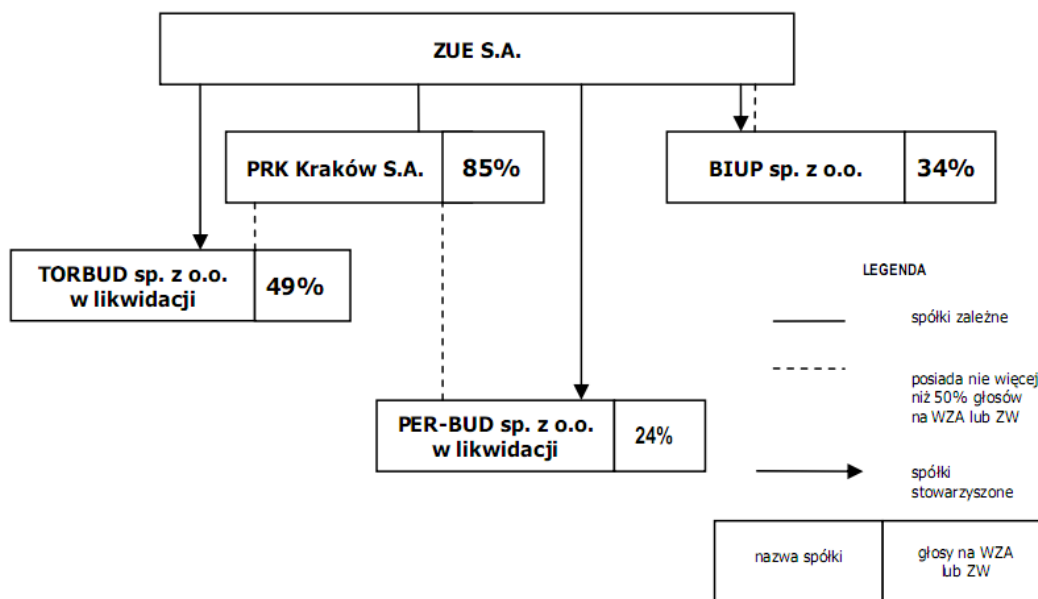 ZUE S.A.
PRK Kraków S.A.
85%
BIUP sp. z o.o.
34%
TORBUD sp. z o.o.
w likwidacji
49%
PER-BUD sp. z o.o.
w likwidacji
24%
LEGENDA
spółki zależne
posiada nie więcej
niż 50% głosów
na WZA lub ZW
spółki
stowarzyszone
nazwa spółki
głosy na WZA
lub ZW